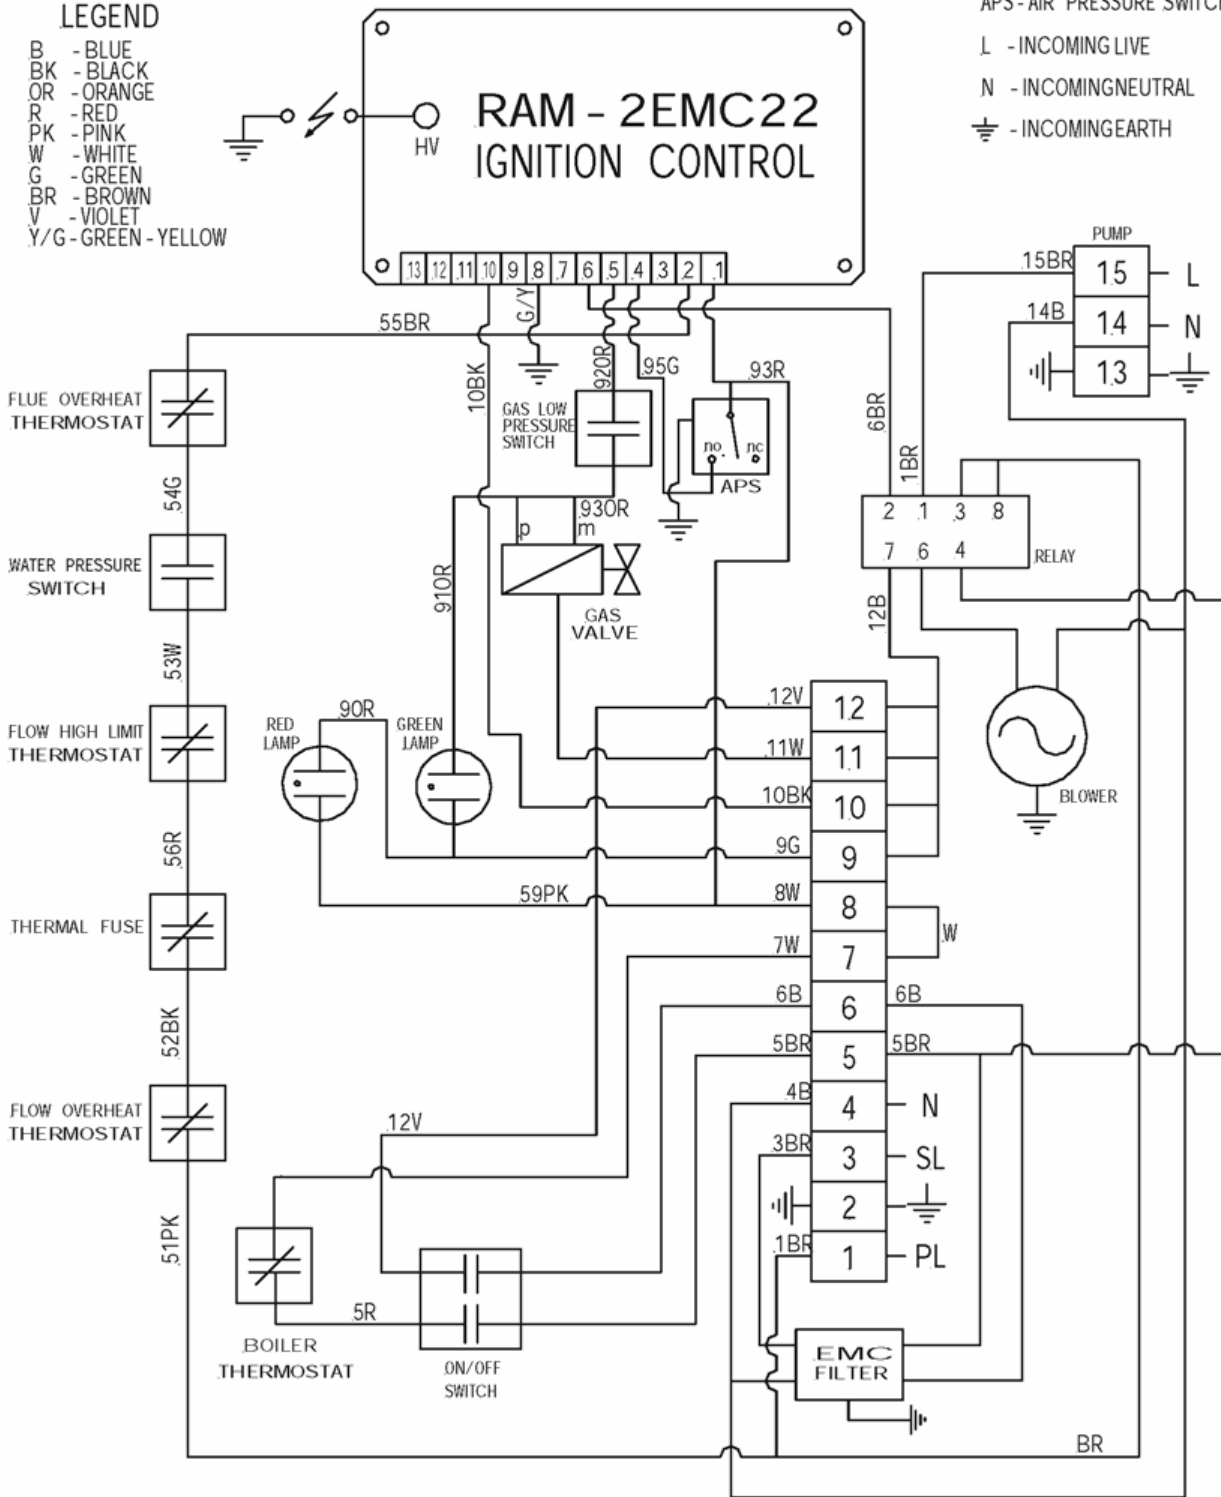 LEGEND
B - BLUE
BK - BLACK
OR - ORANGE
R - RED
PK - PINK
W - WHITE
G - GREEN
BR - BROWN
V - VIOLET
Y/G - GREEN - YELLOW
APS - AIR PRESSURE SWITCH
L - INCOMING LIVE
N - INCOMINGNEUTRAL
- INCOMINGEARTH
RAM - 2EMC22
IGNITION CONTROL
HV
13 12 11 10 9 8 7 6 5 4 3 2 1
PUMP
15BR 15 L
14B 14 N
13
55BR
10BK
G/Y
920R
95G
93R
6BR
1BR
FLUE OVERHEAT
THERMOSTAT
GAS LOW
PRESSURE
SWITCH
no. nc
APS
54G
930R
p m
2 1 3 8
7 6 4
RELAY
WATER PRESSURE
SWITCH
910R
GAS
VALVE
12B
53W
FLOW HIGH LIMIT
THERMOSTAT
RED
LAMP
90R
GREEN
LAMP
12V 12
11W 11
10BK 10
9G 9
BLOWER
56R
59PK
8W 8
W
7W 7
THERMAL FUSE
6B 6 6B
5BR 5 5BR
52BK
4B 4 N
3BR 3 SL
2
1BR 1 PL
FLOW OVERHEAT
THERMOSTAT
12V
51PK
5R
BOILER
THERMOSTAT
ON/OFF
SWITCH
EMC
FILTER
BR